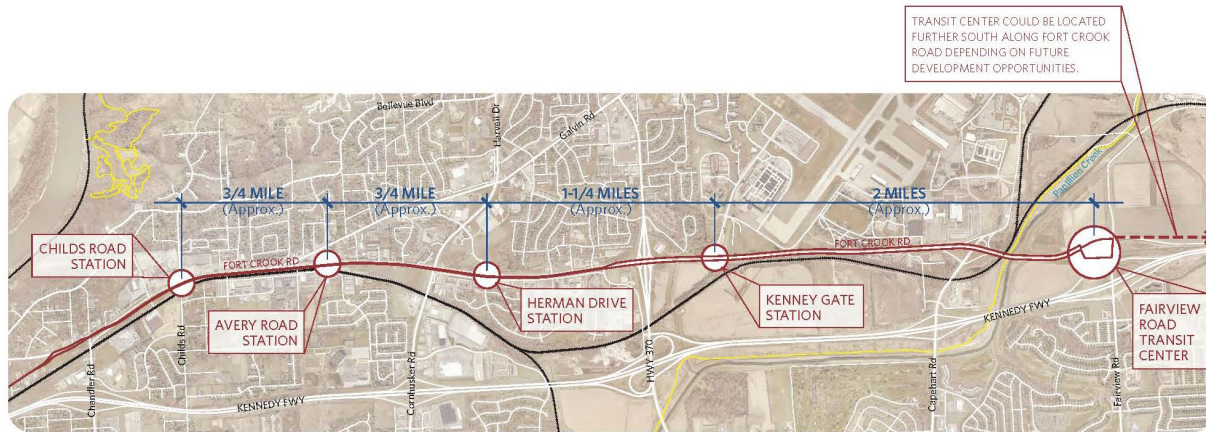 TRANSIT CENTER COULD BE LOCATED
FURTHER SOUTH ALONG FORT CROOK
ROAD DEPENDING ON FUTURE
DEVELOPMENT OPPORTUNITIES.
Bellevue Blvd
Harvell Dr
Galvin Rd
Papillion Creek
3/4 MILE
(Approx.)
3/4 MILE
(Approx.)
1-1/4 MILES
(Approx.)
2 MILES
(Approx.)
CHILDS ROAD
STATION
FORT CROOK RD
FORT CROOK RD
AVERY ROAD
STATION
HERMAN DRIVE
STATION
KENNEY GATE
STATION
FAIRVIEW
ROAD
TRANSIT
CENTER
KENNEDY FWY
Chandler Rd
Childs Rd
Cornhusker Rd
HWY 370
Capehart Rd
Fairview Rd
KENNEDY FWY